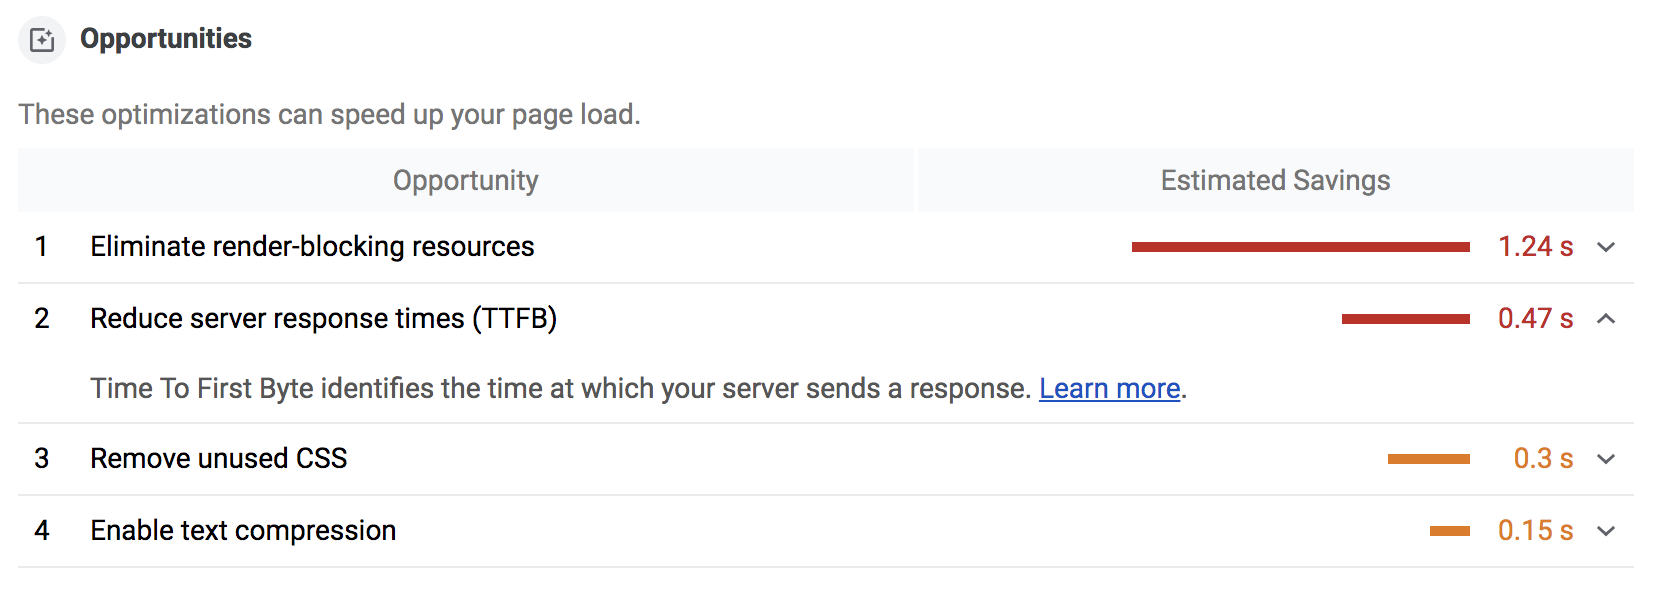 Opportunities
These optimizations can speed up your page load.
Opportunity Estimated Savings
1 Eliminate render-blocking resources 1.24 s
2 Reduce server response times (TTFB) 0.47 s
Time To First Byte identifies the time at which your server sends a response. Learn more.
3 Remove unused CSS 0.3 s
4 Enable text compression 0.15 s